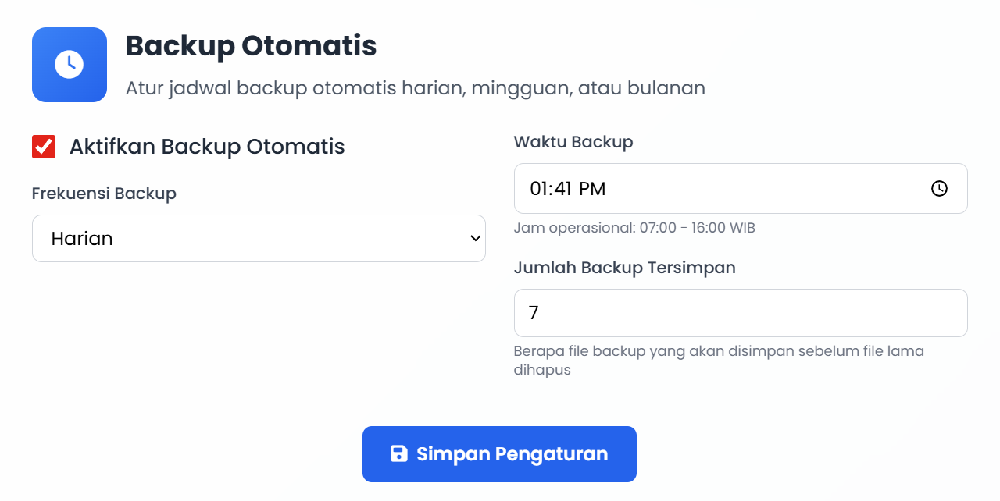 Backup Otomatis
Atur jadwal backup otomatis harian, mingguan, atau bulanan
Aktifkan Backup Otomatis
Frekuensi Backup
Harian
Waktu Backup
01:41 PM
Jam operasional: 07:00 - 16:00 WIB
Jumlah Backup Tersimpan
7
Berapa file backup yang akan disimpan sebelum file lama
dihapus
Simpan Pengaturan